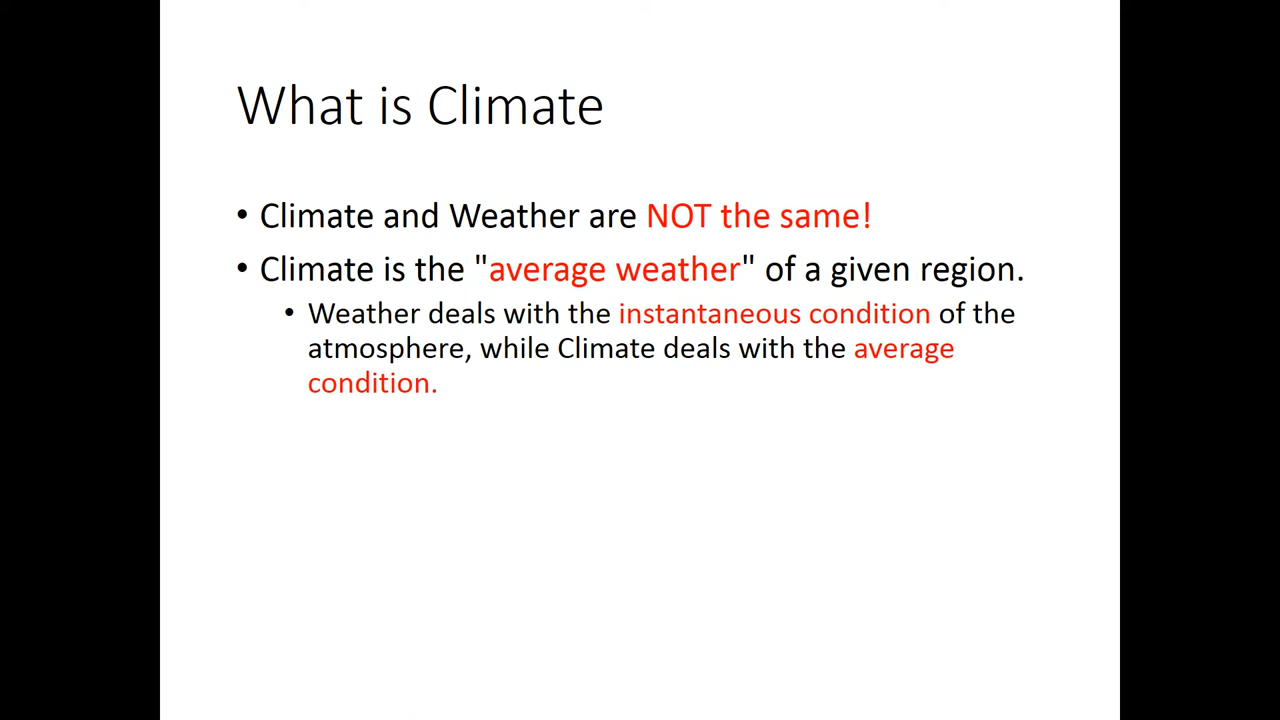 What is Climate
• Climate and Weather are NOT the same!
• Climate is the "average weather" of a given region.
• Weather deals with the instantaneous condition of the
atmosphere, while Climate deals with the average
condition.